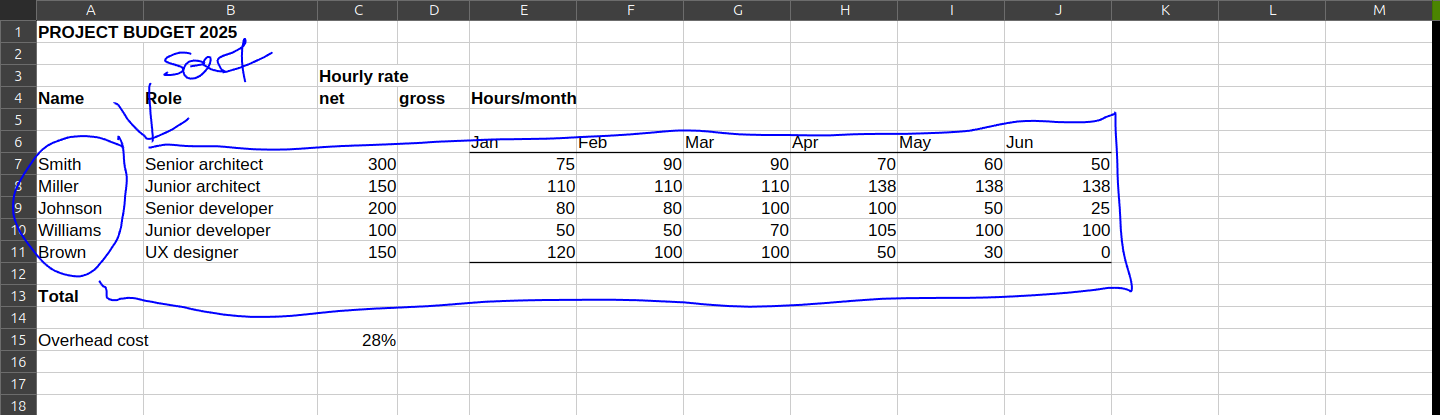 A B C D E F G H I J K L M
1 PROJECT BUDGET 2025
2
3 Hourly rate
4 Name Role net gross Hours/month
5
6 Jan Feb Mar Apr May Jun
7 Smith Senior architect 300 75 90 90 70 60 50
8 Miller Junior architect 150 110 110 110 138 138 138
9 Johnson Senior developer 200 80 80 100 100 50 25
10 Williams Junior developer 100 50 50 70 105 100 100
11 Brown UX designer 150 120 100 100 50 30 0
12
13 Total
14
15 Overhead cost 28%
16
17
18